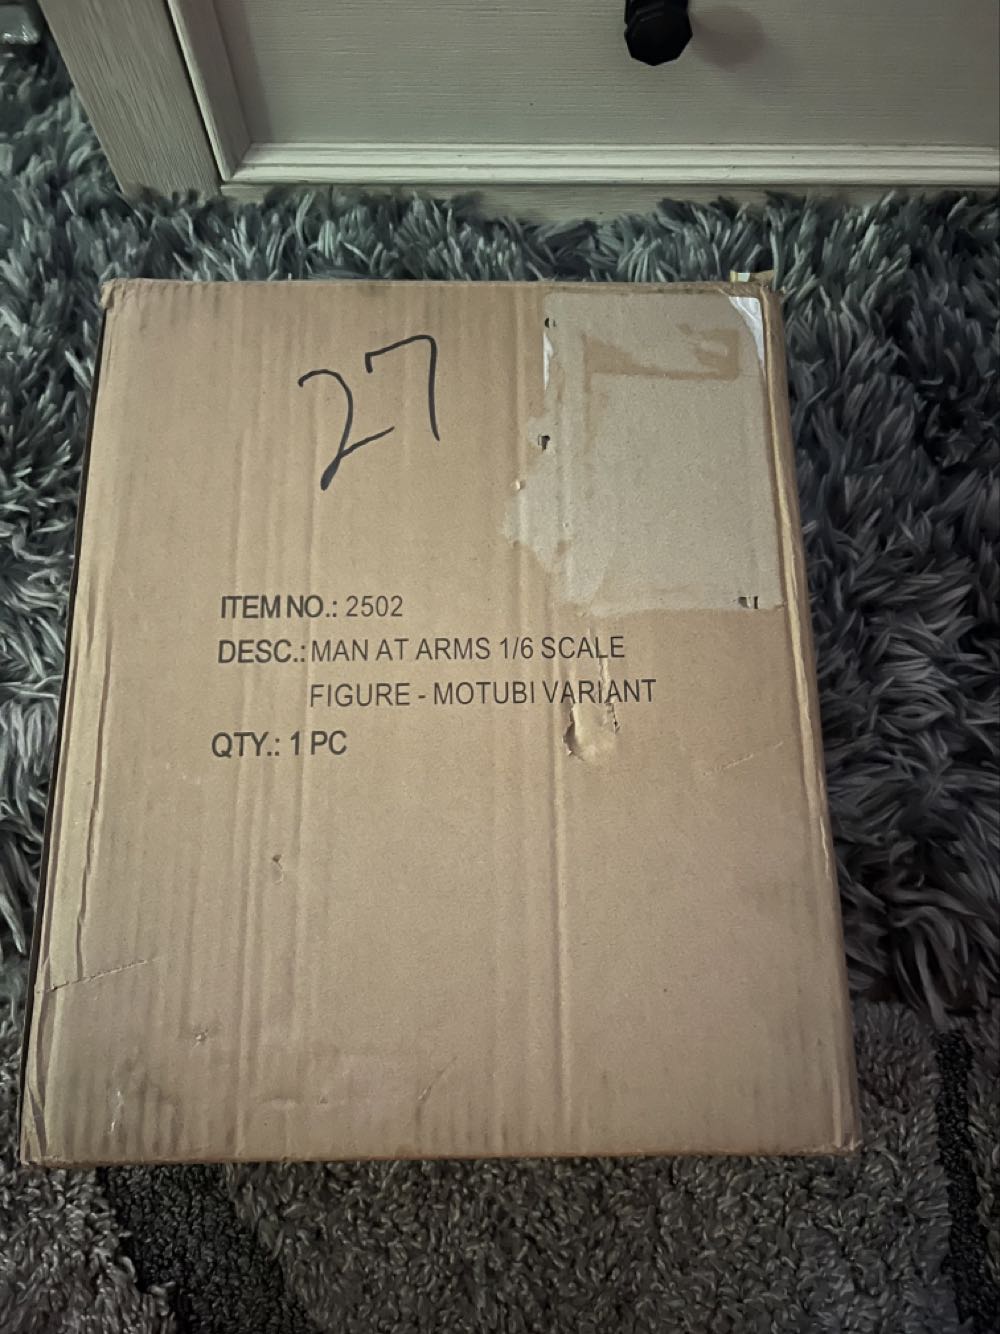 27
ITEM NO.: 2502
DESC.: MAN AT ARMS 1/6 SCALE
FIGURE - MOTUBI VARIANT
QTY.: 1 PC